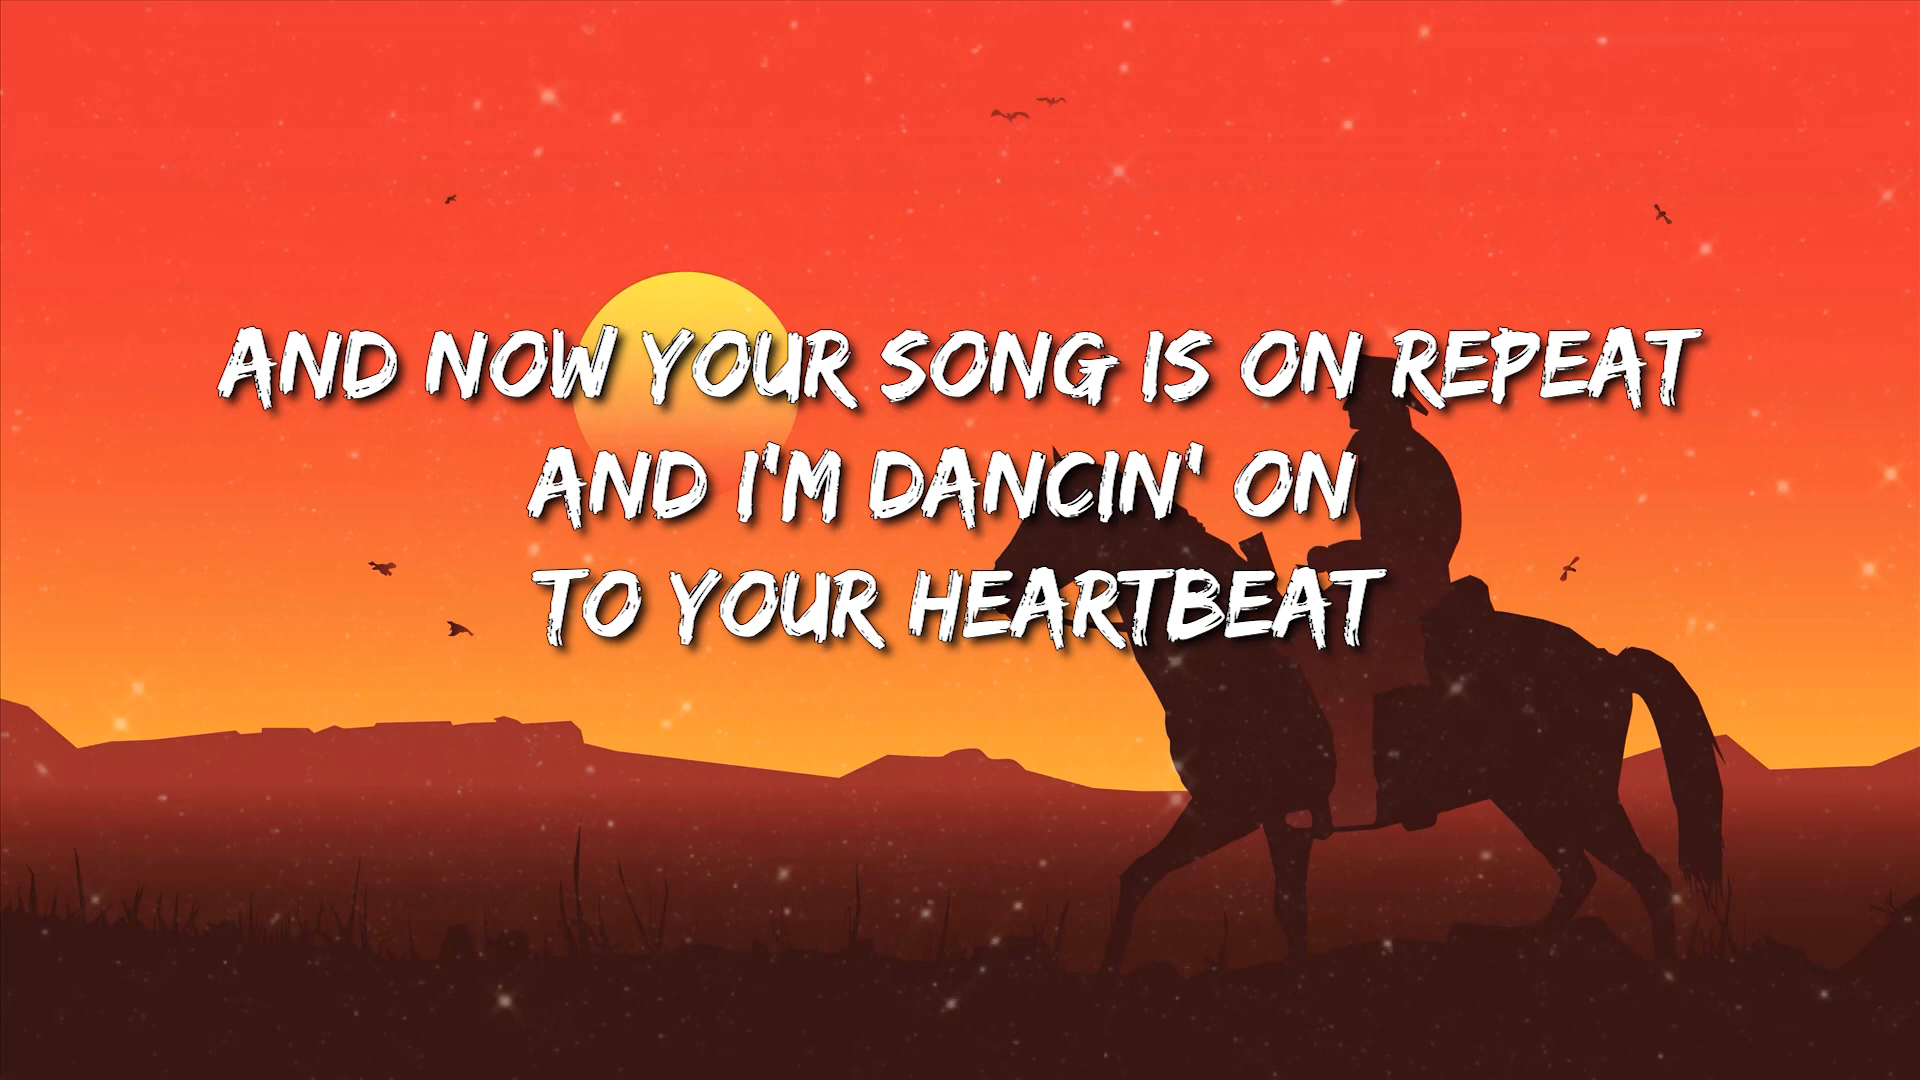 AND NOW YOUR SONG IS ON REPEAT
AND I'M DANCIN' ON
TO YOUR HEARTBEAT